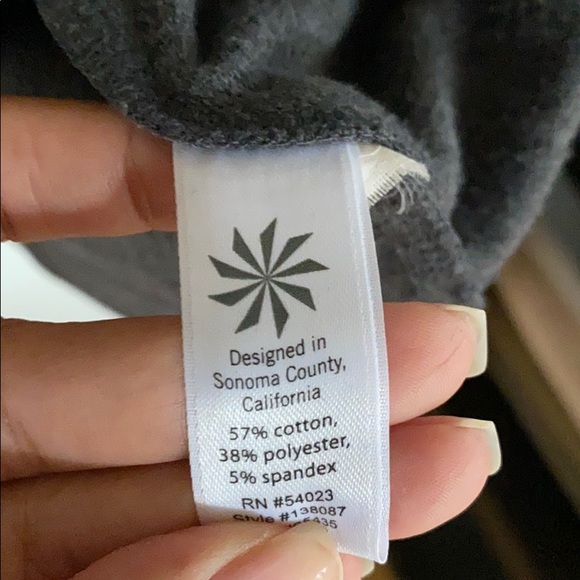 Designed in
Sonoma County,
California
57% cotton,
38% polyester,
5% spandex
RN #54023
Style #138087